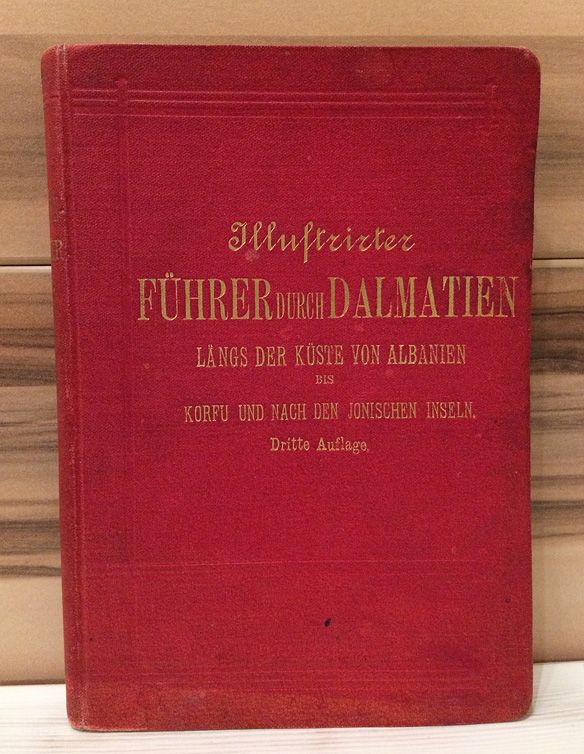 Illustrirter
FÜHRER DURCH DALMATIEN
LÄNGS DER KÜSTE VON ALBANIEN
BIS
KORFU UND NACH DEN JONISCHEN INSELN.
Dritte Auflage.